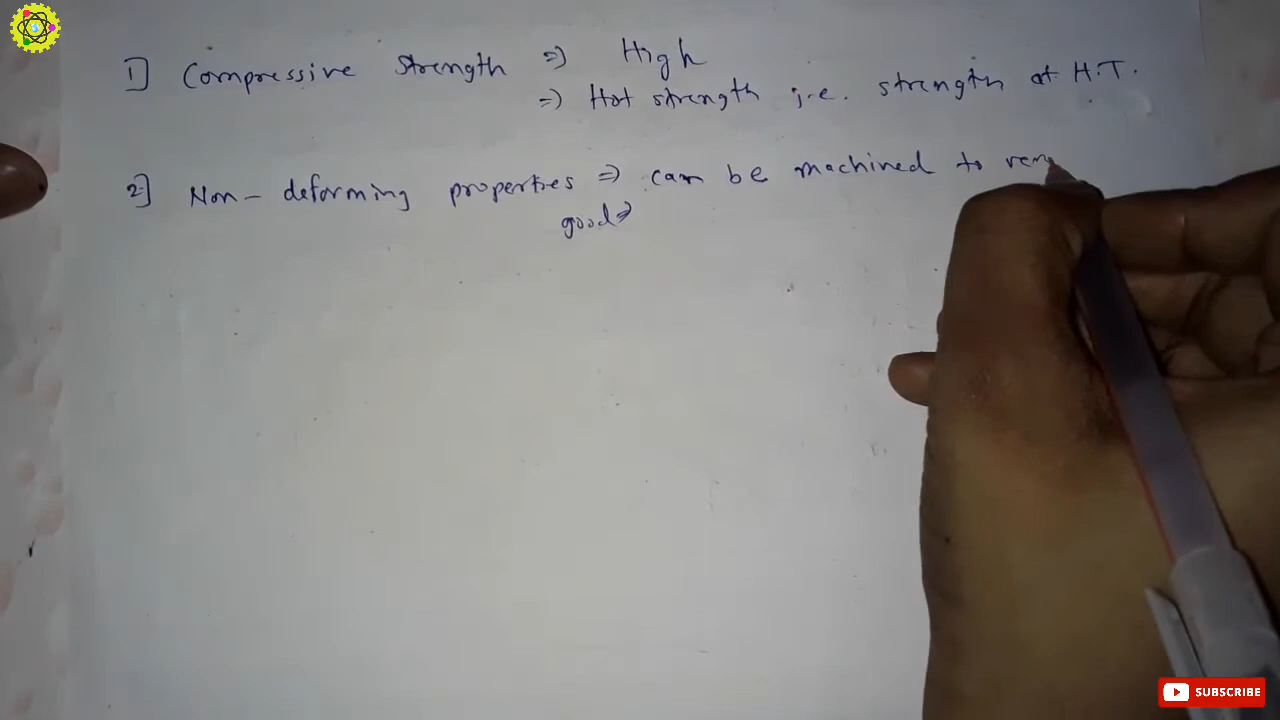 1] Compressive Strength => High
=> Hot strength i.e. strength at H.T.
2] Non-deforming properties => can be machined to
good =>
SUBSCRIBE